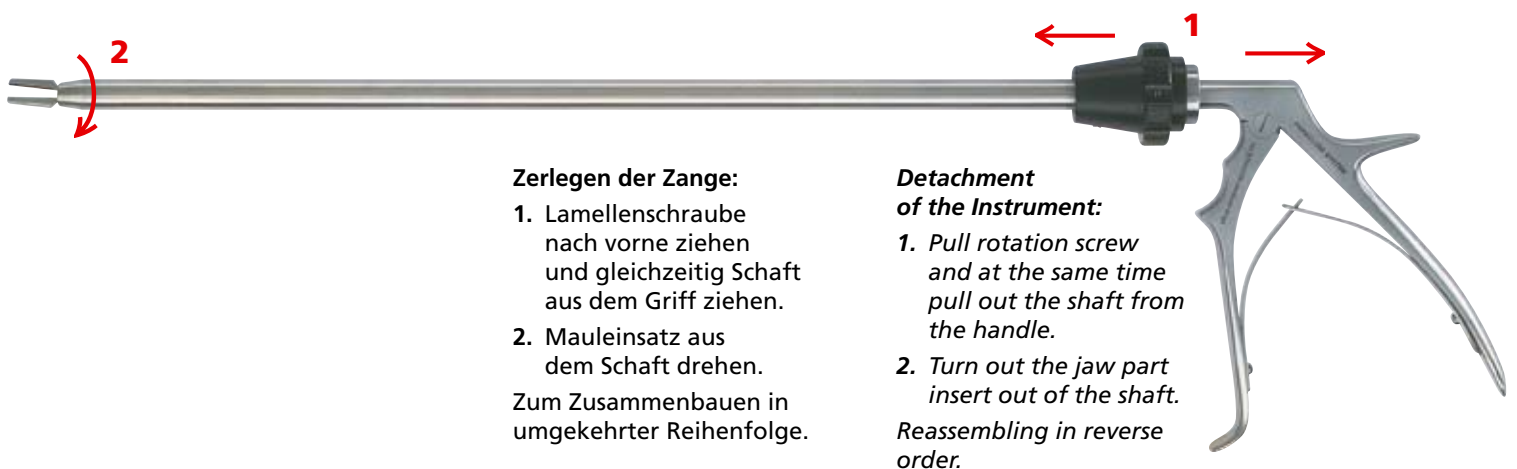 2
1
Zerlegen der Zange:
1. Lamellenschraube
nach vorne ziehen
und gleichzeitig Schaft
aus dem Griff ziehen.
2. Mauleinsatz aus
dem Schaft drehen.
Zum Zusammenbauen in
umgekehrter Reihenfolge.
Detachment
of the Instrument:
1. Pull rotation screw
and at the same time
pull out the shaft from
the handle.
2. Turn out the jaw part
insert out of the shaft.
Reassembling in reverse
order.